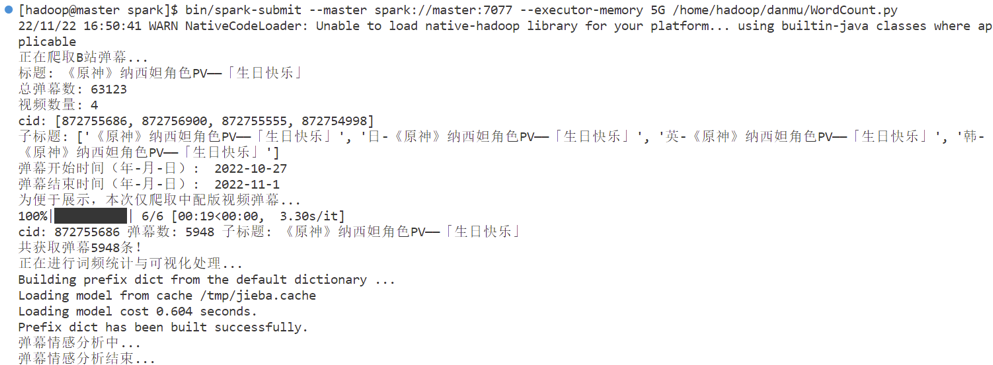 [hadoop@master spark]$ bin/spark-submit --master spark://master:7077 --executor-memory 5G /home/hadoop/danmu/WordCount.py
22/11/22 16:50:41 WARN NativeCodeLoader: Unable to load native-hadoop library for your platform... using builtin-java classes where ap
plicable
正在爬取B站弹幕...
标题: 《原神》纳西妲角色PV——「生日快乐」
总弹幕数: 63123
视频数量: 4
cid: [872755686, 872756900, 872755555, 872754998]
子标题: ['《原神》纳西妲角色PV——「生日快乐」', '日-《原神》纳西妲角色PV——「生日快乐」', '英-《原神》纳西妲角色PV——「生日快乐」', '韩-
《原神》纳西妲角色PV——「生日快乐」']
弹幕开始时间（年-月-日）： 2022-10-27
弹幕结束时间（年-月-日）： 2022-11-1
为便于展示，本次仅爬取中配版视频弹幕...
100%|██████████| 6/6 [00:19<00:00,  3.30s/it]
cid: 872755686 弹幕数: 5948 子标题: 《原神》纳西妲角色PV——「生日快乐」
共获取弹幕5948条!
正在进行词频统计与可视化处理...
Building prefix dict from the default dictionary ...
Loading model from cache /tmp/jieba.cache
Loading model cost 0.604 seconds.
Prefix dict has been built successfully.
弹幕情感分析中...
弹幕情感分析结束...